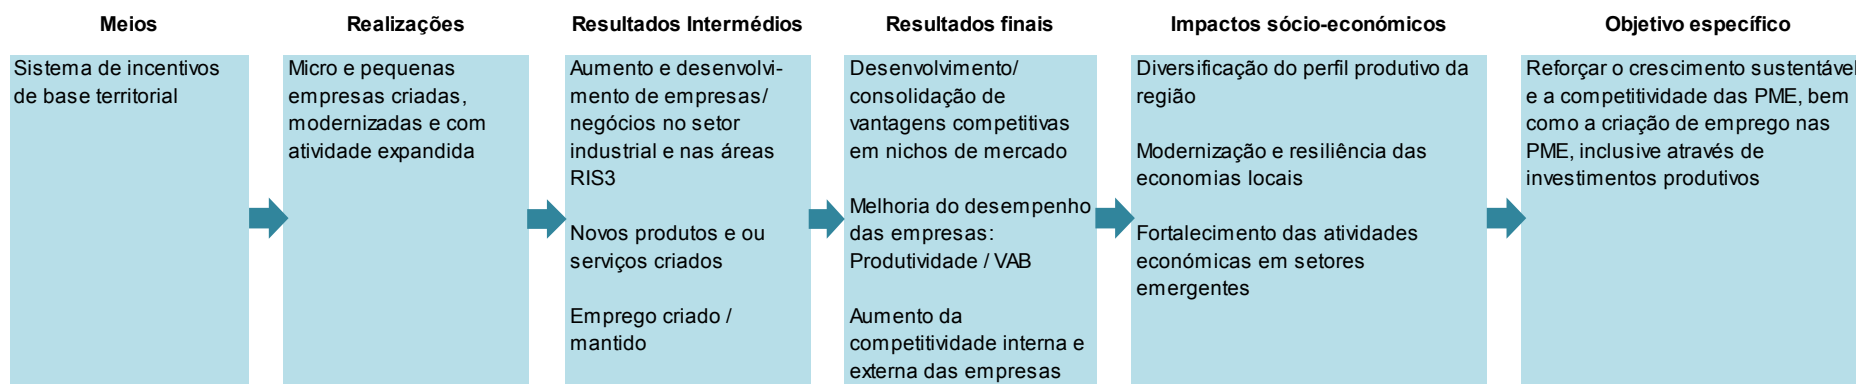 Meios
Realizações
Resultados Intermédios
Resultados finais
Impactos sócio-económicos
Objetivo específico
Sistema de incentivos
de base territorial
Micro e pequenas
empresas criadas,
modernizadas e com
atividade expandida
Aumento e desenvolvi-
mento de empresas/
negócios no setor
industrial e nas áreas
RIS3
Novos produtos e ou
serviços criados
Emprego criado /
mantido
Desenvolvimento/
consolidação de
vantagens competitivas
em nichos de mercado
Melhoria do desempenho
das empresas:
Produtividade / VAB
Aumento da
competitividade interna e
externa das empresas
Diversificação do perfil produtivo da
região
Modernização e resiliência das
economias locais
Fortalecimento das atividades
económicas em setores
emergentes
Reforçar o crescimento sustentável
e a competitividade das PME, bem
como a criação de emprego nas
PME, inclusive através de
investimentos produtivos